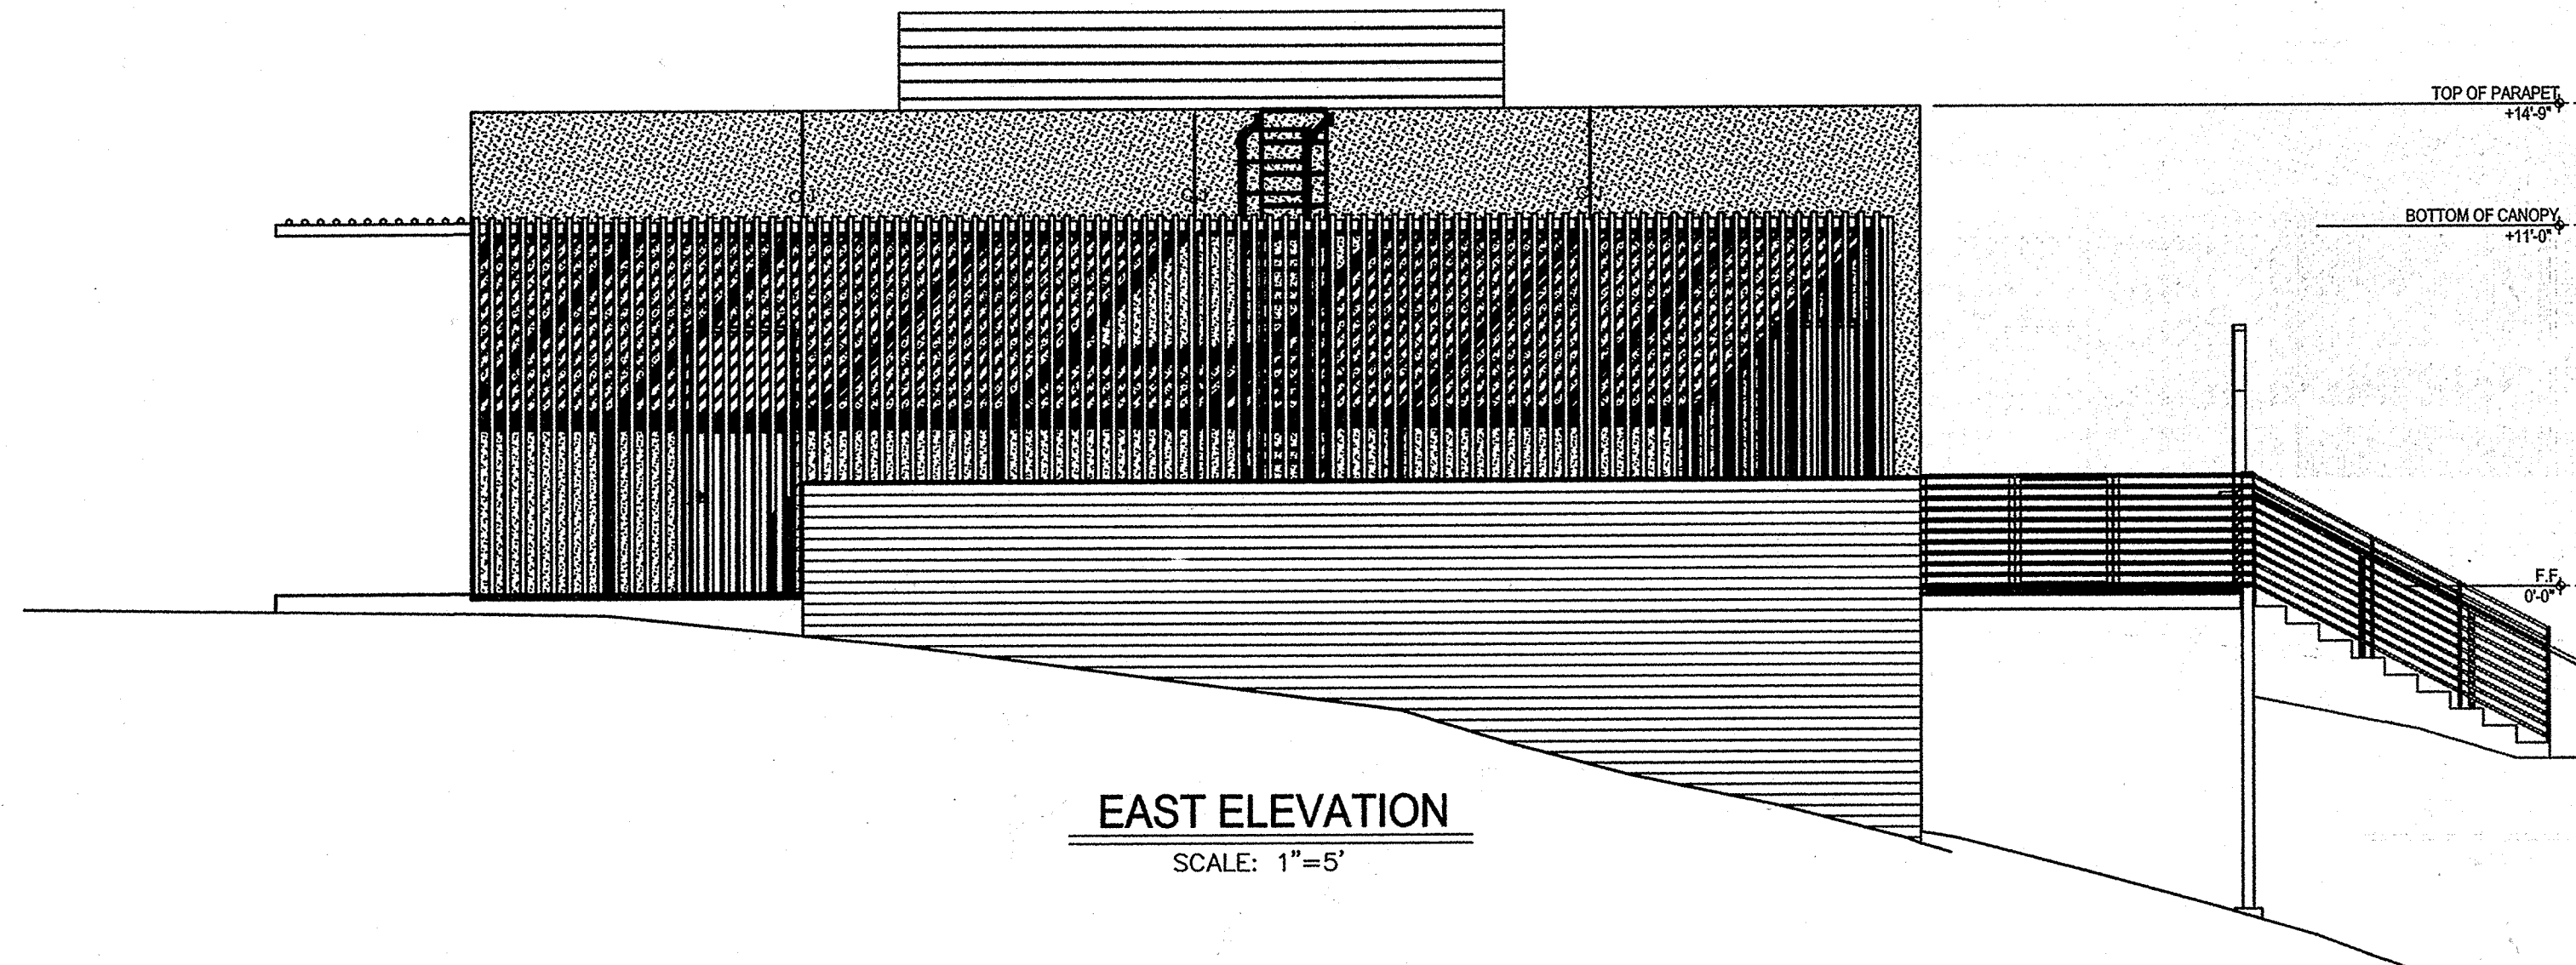 TOP OF PARAPET
+14'-9"
BOTTOM OF CANOPY
+11'-0"
F.F.
0'-0"
EAST ELEVATION
SCALE: 1"=5'